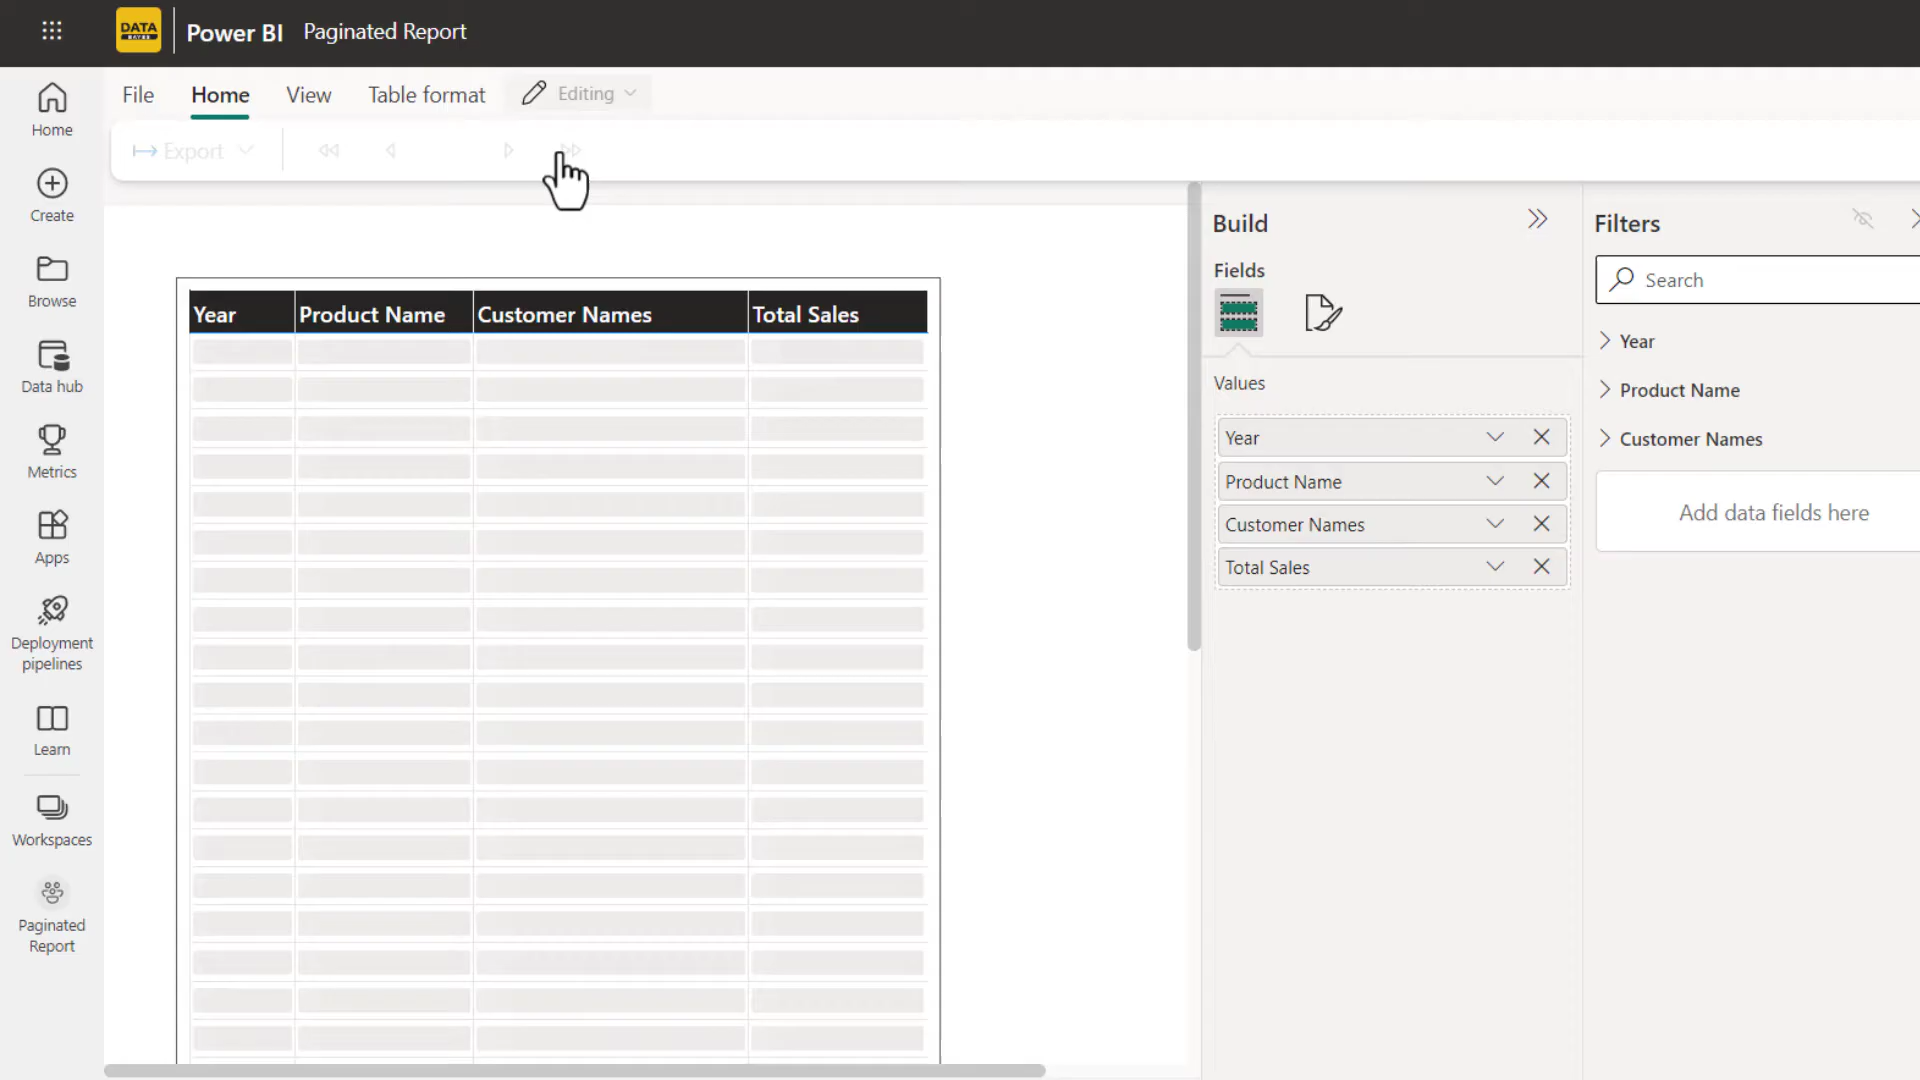 DATA
Power BI
Paginated Report
File
Home
View
Table format
Editing
Export
Home
Create
Browse
Data hub
Metrics
Apps
Deployment
pipelines
Learn
Workspaces
Paginated
Report
Year
Product Name
Customer Names
Total Sales
Build
Fields
Values
Year
Product Name
Customer Names
Total Sales
Filters
Search
Year
Product Name
Customer Names
Add data fields here